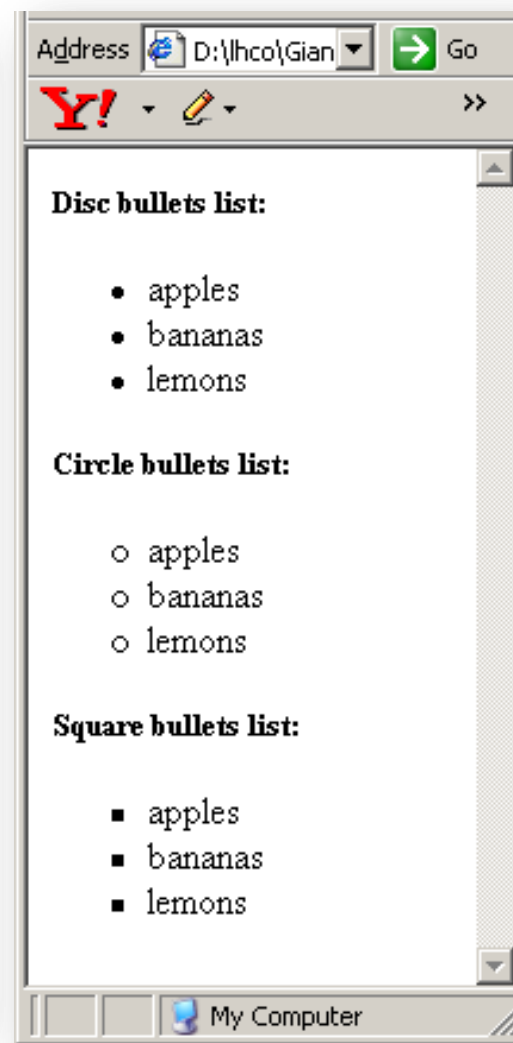 Address D:\lhco\Gian Go
Y!
»
Disc bullets list:
• apples
• bananas
• lemons
Circle bullets list:
○ apples
○ bananas
○ lemons
Square bullets list:
▪ apples
▪ bananas
▪ lemons
My Computer